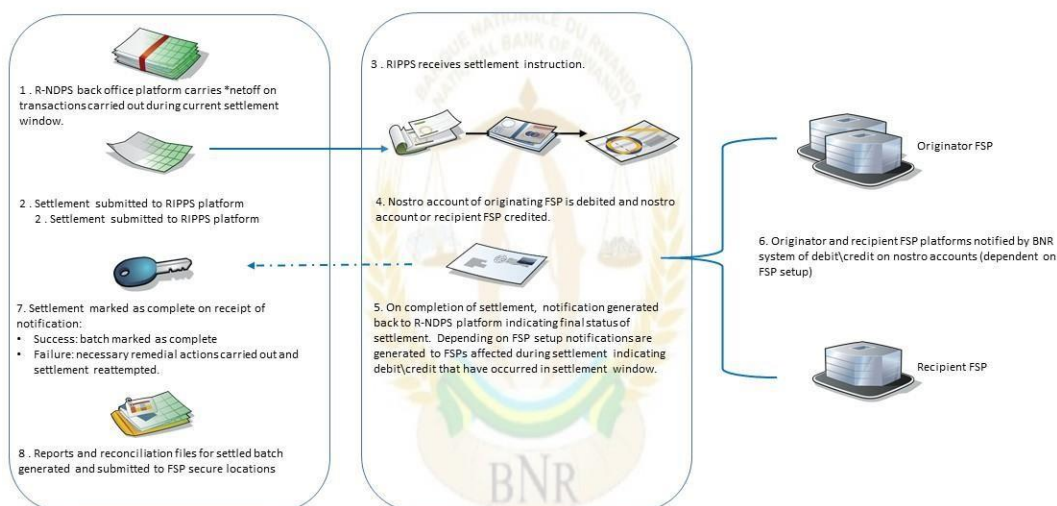 1 . R-NDPS back office platform carries *netoff on
transactions carried out during current settlement
window.
2 . Settlement submitted to RIPPS platform
2 . Settlement submitted to RIPPS platform
7. Settlement marked as complete on receipt of
notification:
• Success: batch marked as complete
• Failure: necessary remedial actions carried out and
settlement reattempted.
8 . Reports and reconciliation files for settled batch
generated and submitted to FSP secure locations
BANQUE NATIONALE DU RWANDA
NATIONAL BANK OF RWANDA
3 . RIPPS receives settlement instruction.
4. Nostro account of originating FSP is debited and nostro
account or recipient FSP credited.
5. On completion of settlement, notification generated
back to R-NDPS platform indicating final status of
settlement. Depending on FSP setup notifications are
generated to FSPs affected during settlement indicating
debit\credit that have occurred in settlement window.
BNR
Originator FSP
6. Originator and recipient FSP platforms notified by BNR
system of debit\credit on nostro accounts (dependent on
FSP setup)
Recipient FSP